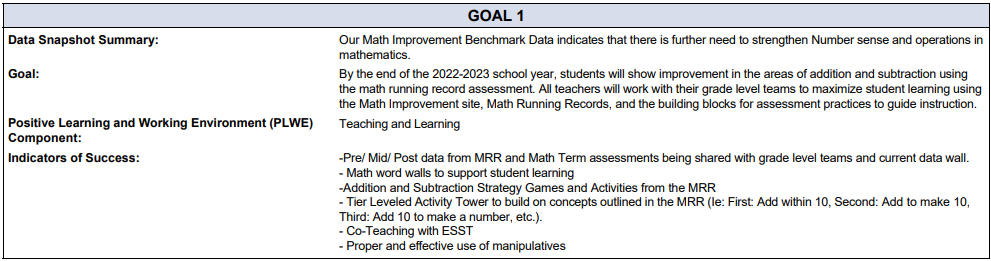 GOAL 1
Data Snapshot Summary: Our Math Improvement Benchmark Data indicates that there is further need to strengthen Number sense and operations in
mathematics.
Goal: By the end of the 2022-2023 school year, students will show improvement in the areas of addition and subtraction using
the math running record assessment. All teachers will work with their grade level teams to maximize student learning using
the Math Improvement site, Math Running Records, and the building blocks for assessment practices to guide instruction.
Positive Learning and Working Environment (PLWE) Teaching and Learning
Component:
Indicators of Success: -Pre/ Mid/ Post data from MRR and Math Term assessments being shared with grade level teams and current data wall.
- Math word walls to support student learning
-Addition and Subtraction Strategy Games and Activities from the MRR
- Tier Leveled Activity Tower to build on concepts outlined in the MRR (Ie: First: Add within 10, Second: Add to make 10,
Third: Add 10 to make a number, etc.).
- Co-Teaching with ESST
- Proper and effective use of manipulatives